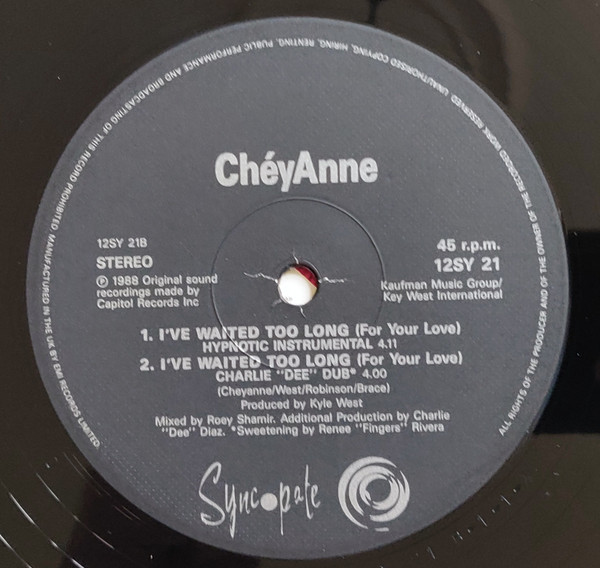 ALL RIGHTS OF THE PRODUCER AND OF THE OWNER OF THE RECORDED WORK RESERVED. UNAUTHORISED COPYING, HIRING, RENTING, PUBLIC PERFORMANCE AND BROADCASTING OF THIS RECORD PROHIBITED. MANUFACTURED IN THE UK BY EMI RECORDS LIMITED.
ChéyAnne
12SY 21B
STEREO
℗ 1988 Original sound
recordings made by
Capitol Records Inc
45 r.p.m.
12SY 21
Kaufman Music Group/
Key West International
1. I'VE WAITED TOO LONG (For Your Love)
HYPNOTIC INSTRUMENTAL 4.11
2. I'VE WAITED TOO LONG (For Your Love)
CHARLIE "DEE" DUB* 4.00
(Cheyanne/West/Robinson/Brace)
Produced by Kyle West
Mixed by Roey Shamir. Additional Production by Charlie
"Dee" Diaz. *Sweetening by Renee "Fingers" Rivera
Syncopate